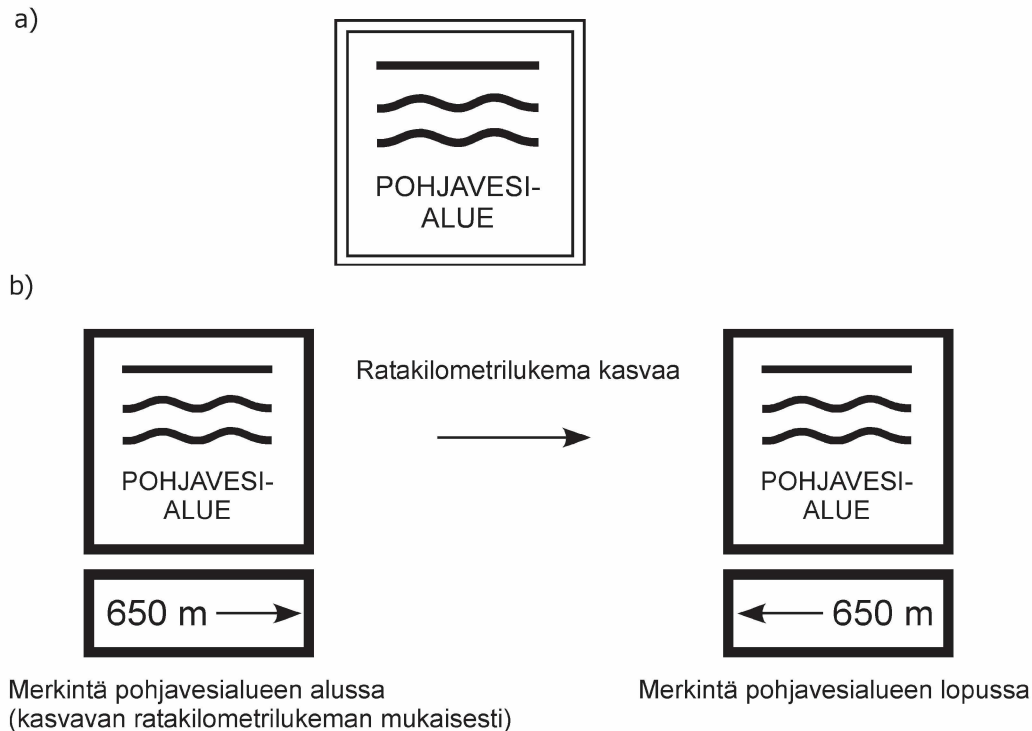 a)
POHJAVESI-
ALUE
b)
POHJAVESI-
ALUE
650 m
Merkintä pohjavesialueen alussa
(kasvavan ratakilometrilukeman mukaisesti)
Ratakilometrilukema kasvaa
POHJAVESI-
ALUE
650 m
Merkintä pohjavesialueen lopussa